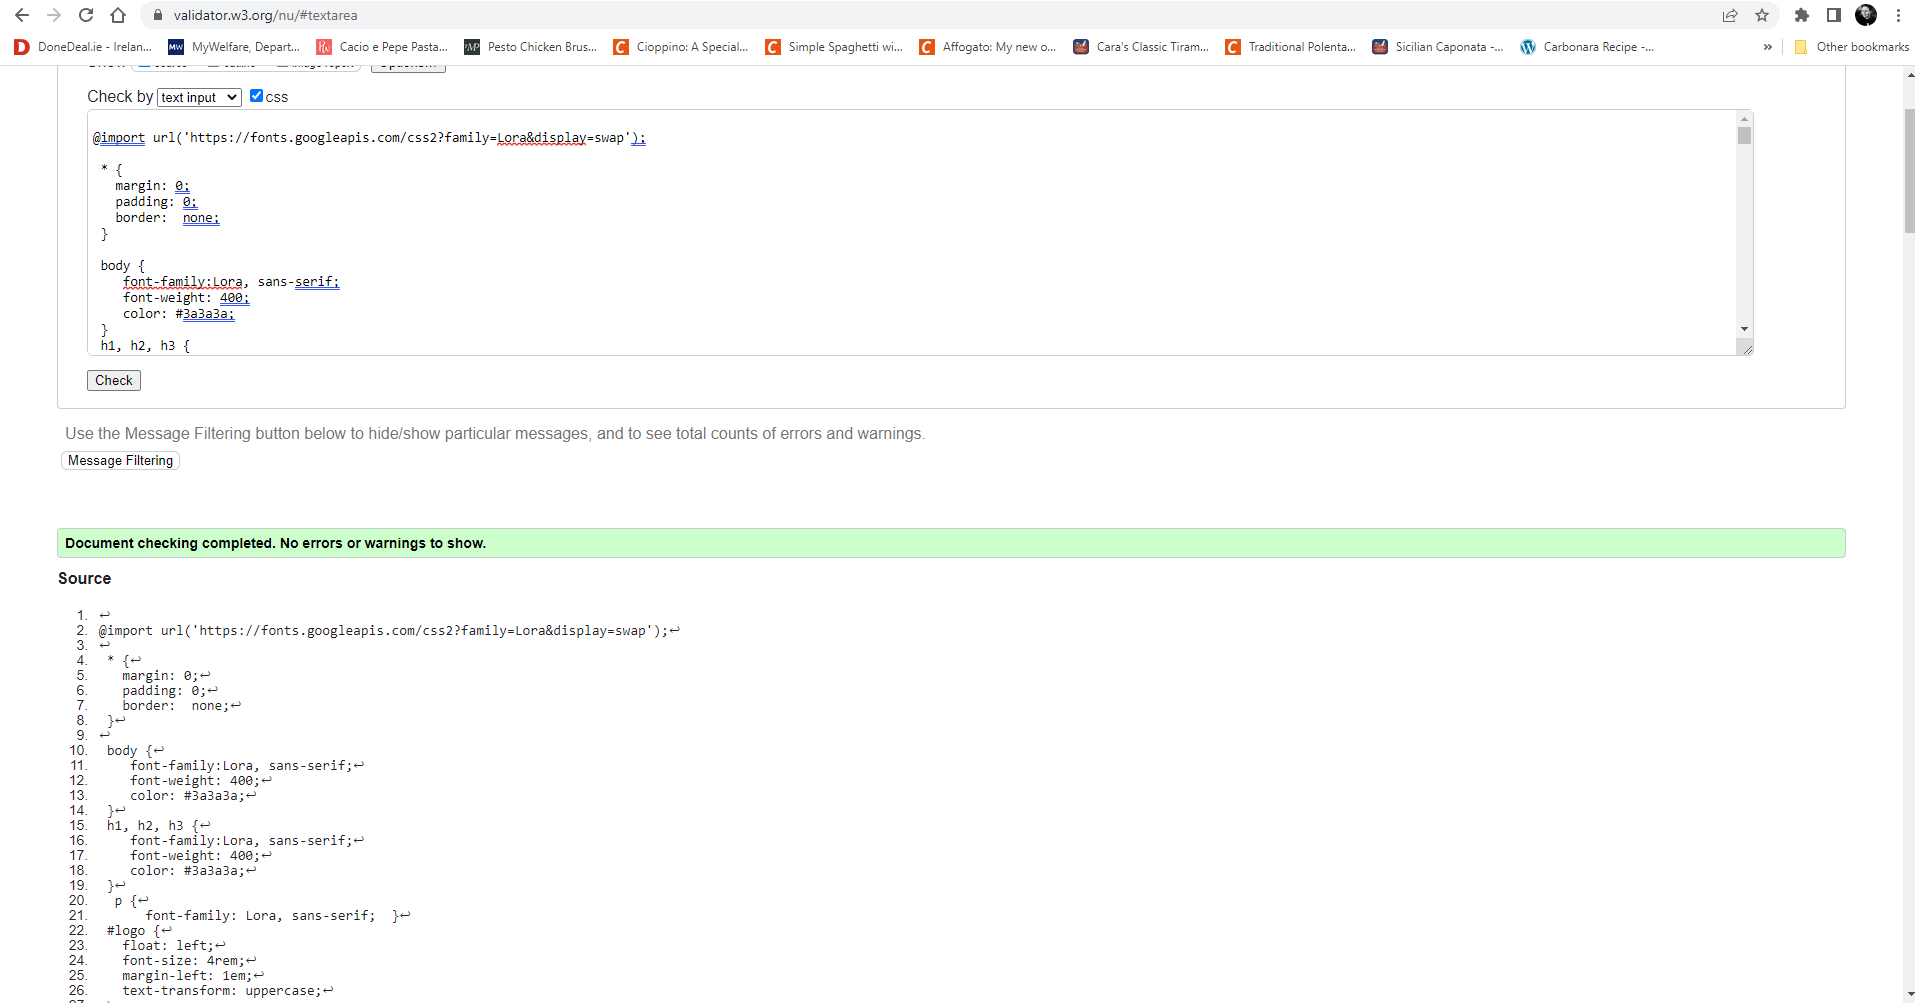 validator.w3.org/nu/#textarea
DoneDeal.ie - Irelan...
MW MyWelfare, Depart...
Cacio e Pepe Pasta...
Pesto Chicken Brus...
C Cioppino: A Special...
C Simple Spaghetti wi...
C Affogato: My new o...
Cara's Classic Tiram...
C Traditional Polenta...
Sicilian Caponata -...
Carbonara Recipe -...
»
Other bookmarks
Check by text input css
@import url('https://fonts.googleapis.com/css2?family=Lora&display=swap');
* {
margin: 0;
padding: 0;
border:  none;
}
body {
font-family:Lora, sans-serif;
font-weight: 400;
color: #3a3a3a;
}
h1, h2, h3 {
Check
Use the Message Filtering button below to hide/show particular messages, and to see total counts of errors and warnings.
Message Filtering
Document checking completed. No errors or warnings to show.
Source
1. ↩
2. @import url('https://fonts.googleapis.com/css2?family=Lora&display=swap');↩
3. ↩
4. * {↩
5. margin: 0;↩
6. padding: 0;↩
7. border:  none;↩
8. }↩
9. ↩
10. body {↩
11. font-family:Lora, sans-serif;↩
12. font-weight: 400;↩
13. color: #3a3a3a;↩
14. }↩
15. h1, h2, h3 {↩
16. font-family:Lora, sans-serif;↩
17. font-weight: 400;↩
18. color: #3a3a3a;↩
19. }↩
20. p {↩
21. font-family: Lora, sans-serif;  }↩
22. #logo {↩
23. float: left;↩
24. font-size: 4rem;↩
25. margin-left: 1em;↩
26. text-transform: uppercase;↩